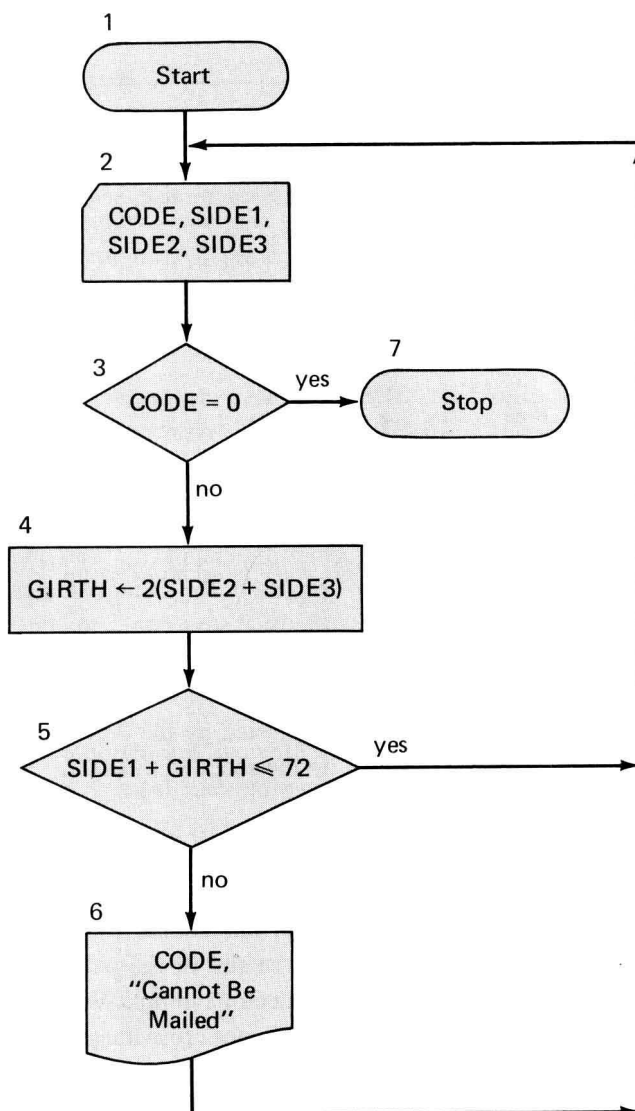 1
Start
2
CODE, SIDE1,
SIDE2, SIDE3
3
CODE = 0
yes
7
Stop
no
4
GIRTH ← 2(SIDE2 + SIDE3)
5
SIDE1 + GIRTH ⩽ 72
yes
no
6
CODE,
“Cannot Be
Mailed”